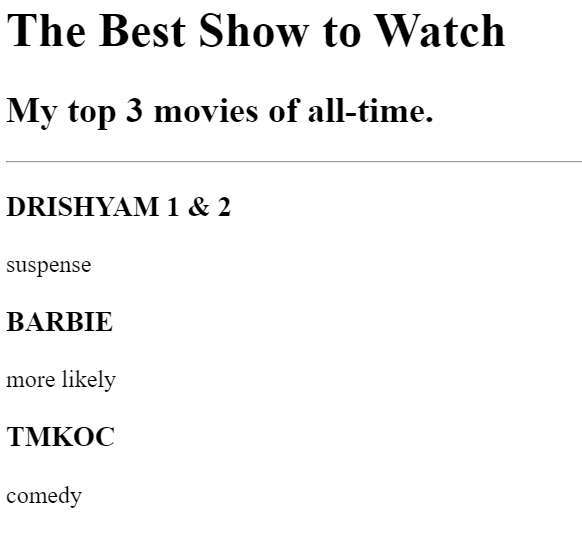 The Best Show to Watch
My top 3 movies of all-time.
DRISHYAM 1 & 2
suspense
BARBIE
more likely
TMKOC
comedy